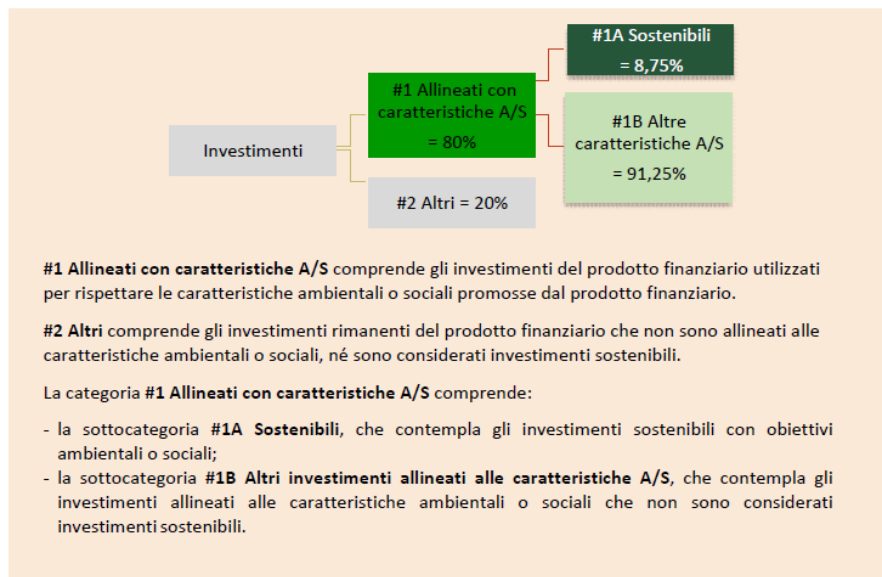 #1A Sostenibili
= 8,75%
#1 Allineati con
caratteristiche A/S
= 80%
#1B Altre
caratteristiche A/S
= 91,25%
Investimenti
#2 Altri = 20%
#1 Allineati con caratteristiche A/S comprende gli investimenti del prodotto finanziario utilizzati
per rispettare le caratteristiche ambientali o sociali promosse dal prodotto finanziario.
#2 Altri comprende gli investimenti rimanenti del prodotto finanziario che non sono allineati alle
caratteristiche ambientali o sociali, né sono considerati investimenti sostenibili.
La categoria #1 Allineati con caratteristiche A/S comprende:
- la sottocategoria #1A Sostenibili, che contempla gli investimenti sostenibili con obiettivi
ambientali o sociali;
- la sottocategoria #1B Altri investimenti allineati alle caratteristiche A/S, che contempla gli
investimenti allineati alle caratteristiche ambientali o sociali che non sono considerati
investimenti sostenibili.